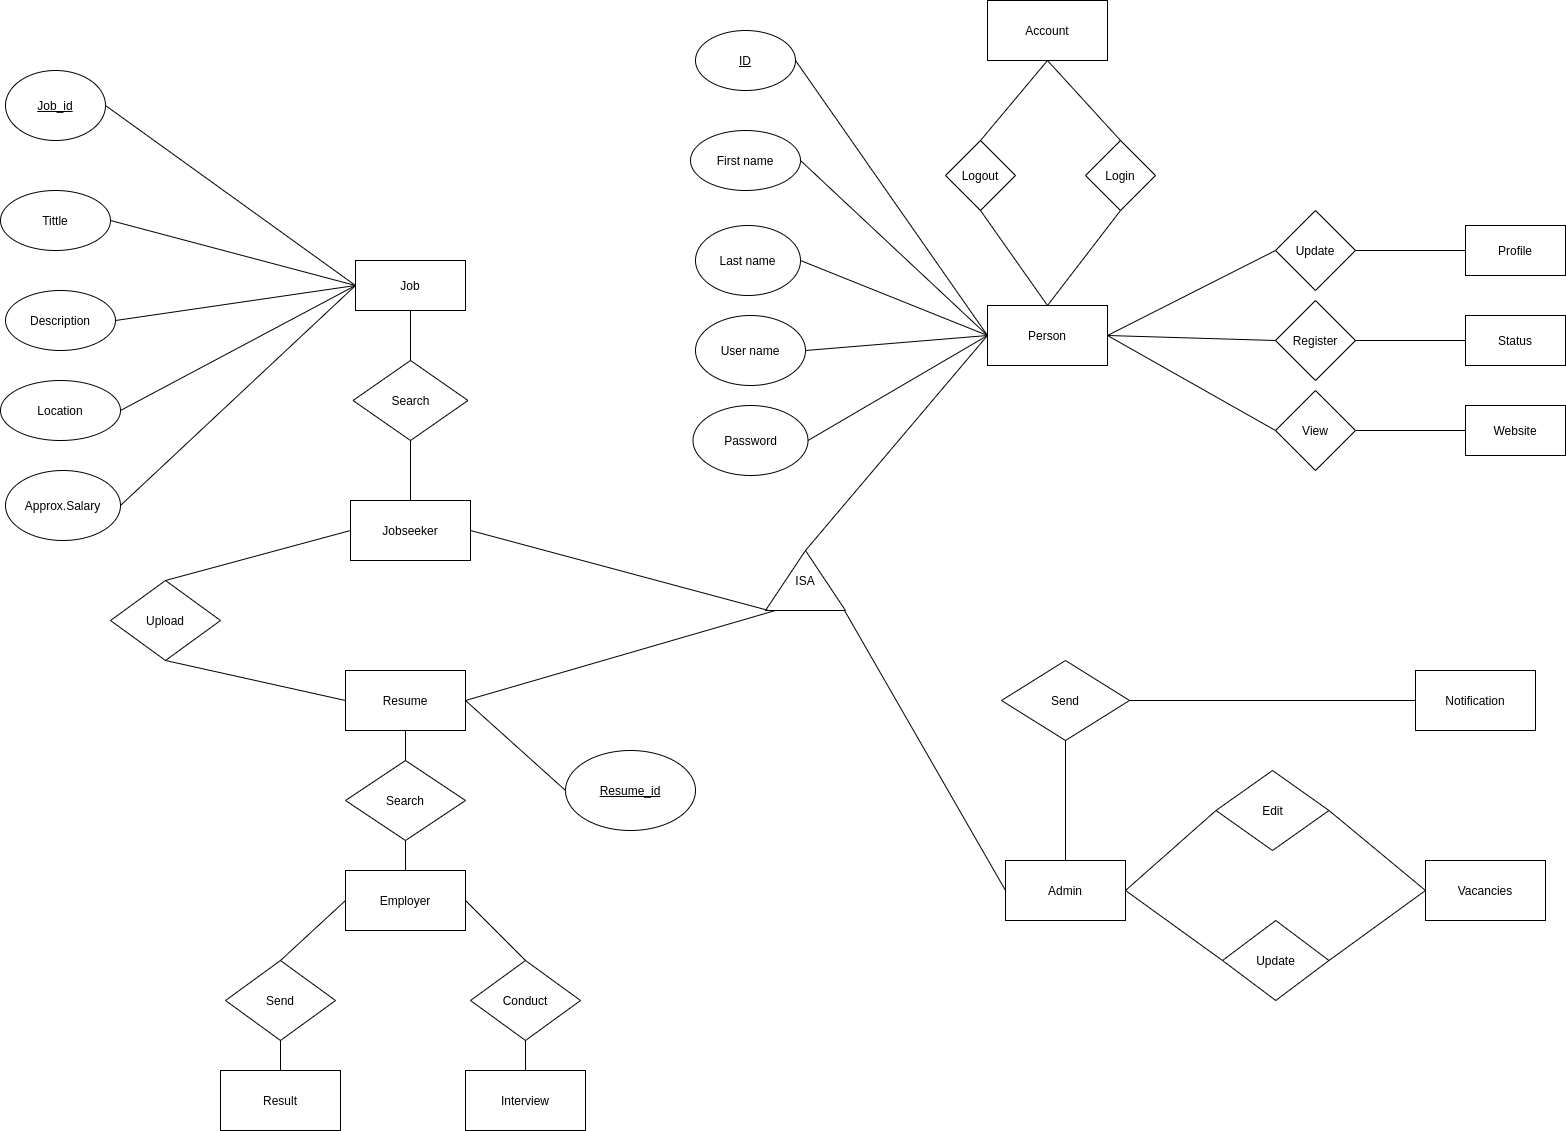 Account
ID
Job_id
First name
Logout
Login
Tittle
Last name
Update
Profile
Job
Description
User name
Person
Register
Status
Search
Location
Password
View
Website
Approx.Salary
Jobseeker
ISA
Upload
Resume
Send
Notification
Search
Resume_id
Edit
Employer
Admin
Vacancies
Update
Send
Conduct
Result
Interview